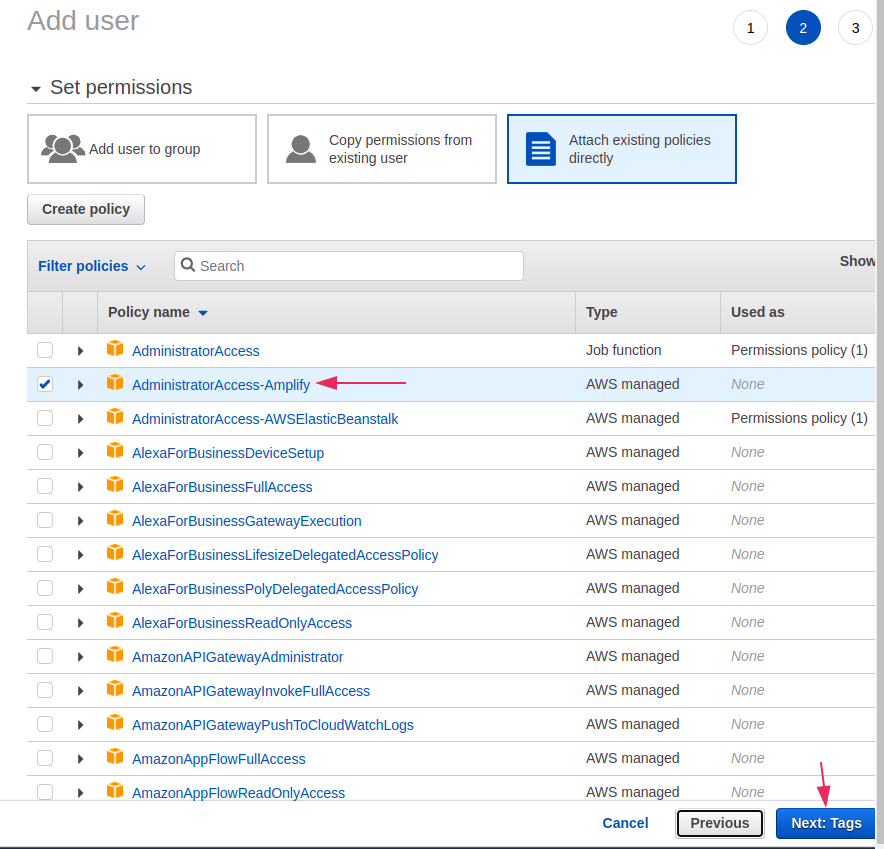 Add user
1 2 3
Set permissions
Add user to group
Copy permissions from
existing user
Attach existing policies
directly
Create policy
Filter policies Search Show
Policy name Type Used as
AdministratorAccess Job function Permissions policy (1)
AdministratorAccess-Amplify AWS managed None
AdministratorAccess-AWSElasticBeanstalk AWS managed Permissions policy (1)
AlexaForBusinessDeviceSetup AWS managed None
AlexaForBusinessFullAccess AWS managed None
AlexaForBusinessGatewayExecution AWS managed None
AlexaForBusinessLifesizeDelegatedAccessPolicy AWS managed None
AlexaForBusinessPolyDelegatedAccessPolicy AWS managed None
AlexaForBusinessReadOnlyAccess AWS managed None
AmazonAPIGatewayAdministrator AWS managed None
AmazonAPIGatewayInvokeFullAccess AWS managed None
AmazonAPIGatewayPushToCloudWatchLogs AWS managed None
AmazonAppFlowFullAccess AWS managed None
AmazonAppFlowReadOnlyAccess AWS managed None
Cancel Previous Next: Tags